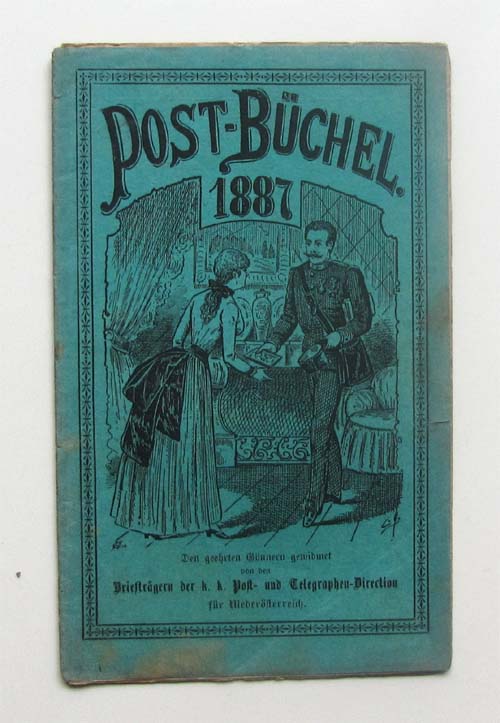 POST-BÜCHEL.
1887
Den geehrten Gönnern gewidmet
von den
Briefträgern der k. k. Post- und Telegraphen-Direction
für Niederösterreich.